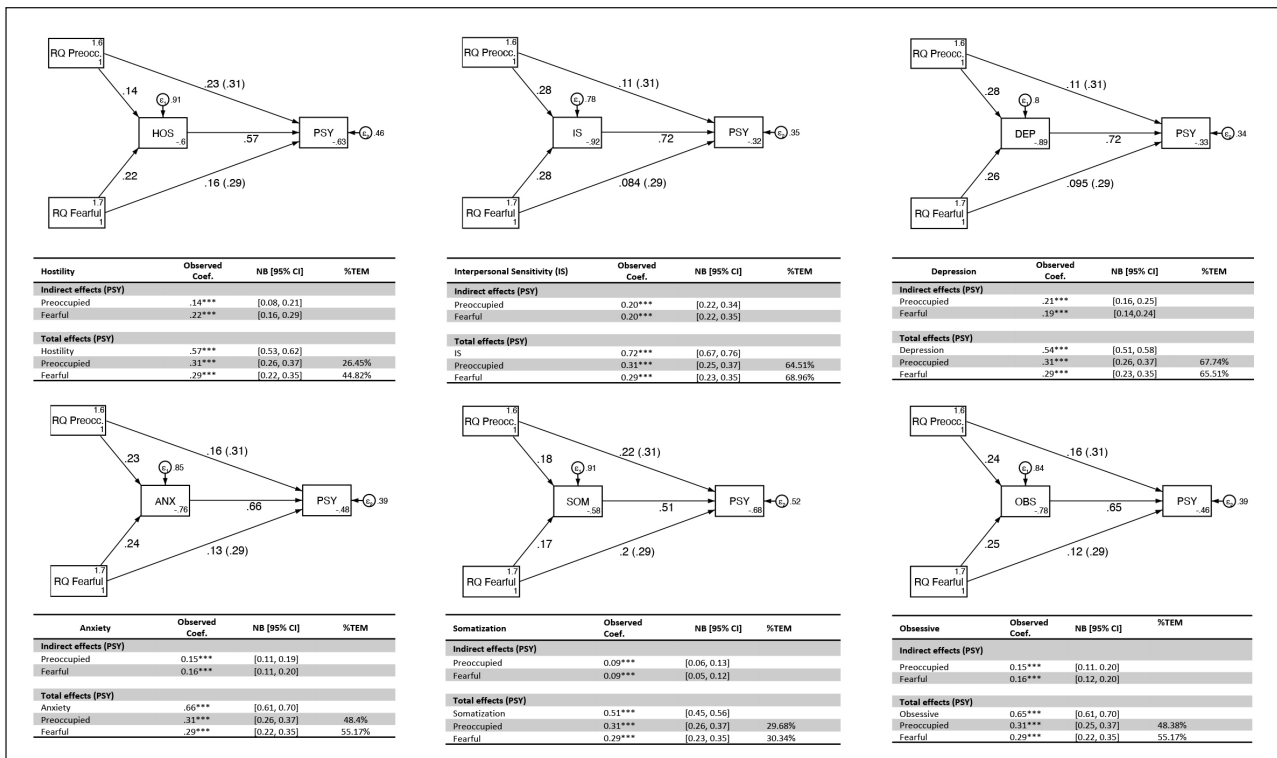 1.6
RQ Preocc.
1
.23 (.31)
.14
ε₁ .91
HOS
-.6
.57
PSY
-.63
ε₂ .46
.22
.16 (.29)
1.7
RQ Fearful
1
Hostility Observed Coef. NB [95% CI] %TEM
Indirect effects (PSY)
Preoccupied .14*** [0.08, 0.21]
Fearful .22*** [0.16, 0.29]
Total effects (PSY)
Hostility .57*** [0.53, 0.62]
Preoccupied .31*** [0.26, 0.37] 26.45%
Fearful .29*** [0.22, 0.35] 44.82%
1.6
RQ Preocc.
1
.11 (.31)
.28
.78
IS
-.92
.72
PSY
-.32
.35
.28
.084 (.29)
1.7
RQ Fearful
1
Interpersonal Sensitivity (IS) Observed Coef. NB [95% CI] %TEM
Indirect effects (PSY)
Preoccupied 0.20*** [0.22, 0.34]
Fearful 0.20*** [0.22, 0.35]
Total effects (PSY)
IS 0.72*** [0.67, 0.76]
Preoccupied 0.31*** [0.25, 0.37] 64.51%
Fearful 0.29*** [0.23, 0.35] 68.96%
1.6
RQ Preocc.
1
.11 (.31)
.28
.8
DEP
-.89
.72
PSY
-.33
.34
.26
.095 (.29)
1.7
RQ Fearful
1
Depression Observed Coef. NB [95% CI] %TEM
Indirect effects (PSY)
Preoccupied .21*** [0.16, 0.25]
Fearful .19*** [0.14,0.24]
Total effects (PSY)
Depression .54*** [0.51, 0.58]
Preoccupied .31*** [0.26, 0.37] 67.74%
Fearful .29*** [0.23, 0.35] 65.51%
1.6
RQ Preocc.
1
.16 (.31)
.23
.85
ANX
-.76
.66
PSY
-.48
.39
.24
.13 (.29)
1.7
RQ Fearful
1
Anxiety Observed Coef. NB [95% CI] %TEM
Indirect effects (PSY)
Preoccupied 0.15*** [0.11, 0.19]
Fearful 0.16*** [0.11, 0.20]
Total effects (PSY)
Anxiety .66*** [0.61, 0.70]
Preoccupied .31*** [0.26, 0.37] 48.4%
Fearful .29*** [0.22, 0.35] 55.17%
1.6
RQ Preocc.
1
.22 (.31)
.18
.91
SOM
-.58
.51
PSY
-.68
.52
.17
.2 (.29)
1.7
RQ Fearful
1
Somatization Observed Coef. NB [95% CI] %TEM
Indirect effects (PSY)
Preoccupied 0.09*** [0.06, 0.13]
Fearful 0.09*** [0.05, 0.12]
Total effects (PSY)
Somatization 0.51*** [0.45, 0.56]
Preoccupied 0.31*** [0.26, 0.37] 29.68%
Fearful 0.29*** [0.23, 0.35] 30.34%
1.6
RQ Preocc.
1
.16 (.31)
.24
.84
OBS
-.78
.65
PSY
-.46
.39
.25
.12 (.29)
1.7
RQ Fearful
1
Obsessive Observed Coef. NB [95% CI] %TEM
Indirect effects (PSY)
Preoccupied 0.15*** [0.11. 0.20]
Fearful 0.16*** [0.12, 0.20]
Total effects (PSY)
Obsessive 0.65*** [0.61, 0.70]
Preoccupied 0.31*** [0.25, 0.37] 48.38%
Fearful 0.29*** [0.22, 0.35] 55.17%